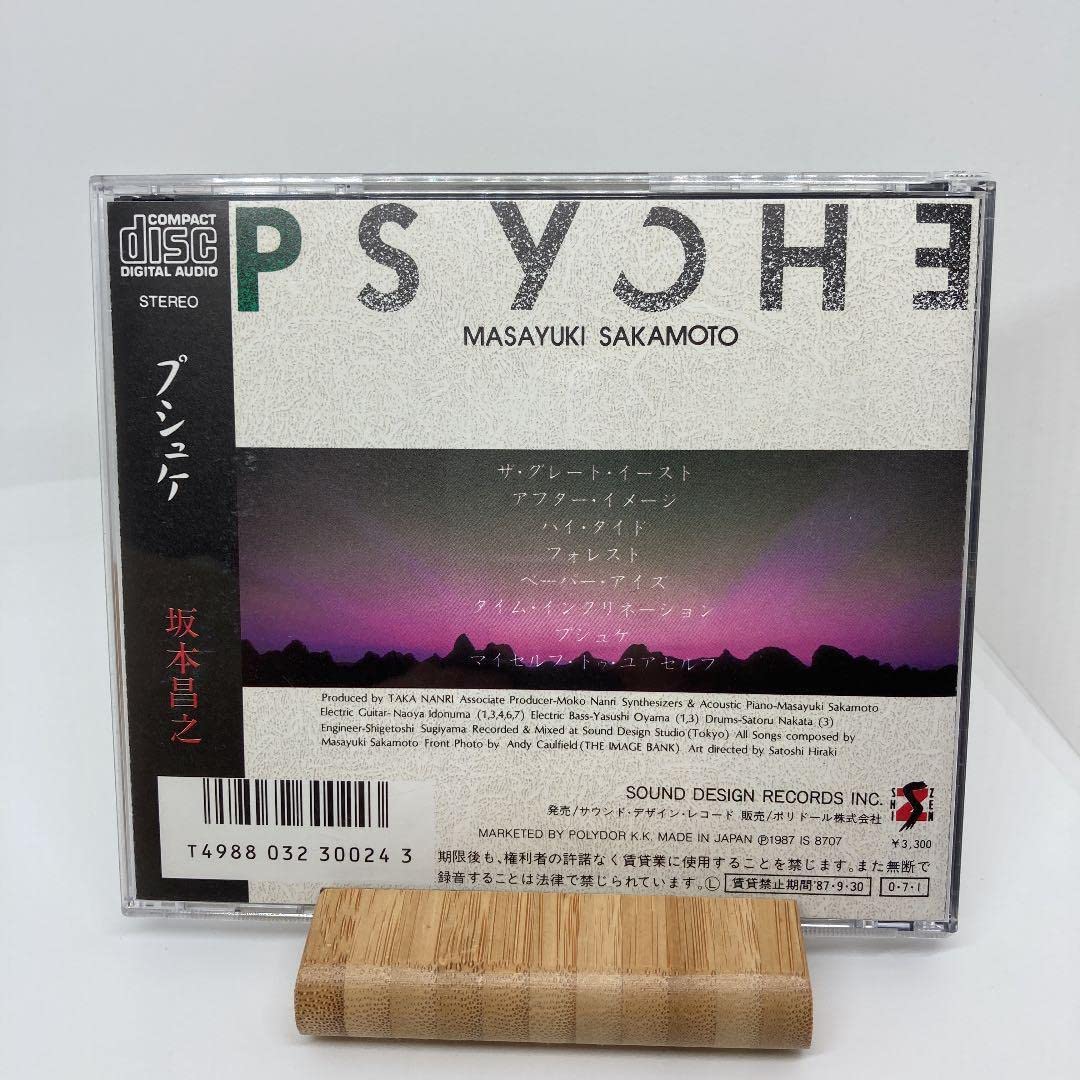 COMPACT
disc
DIGITAL AUDIO
STEREO
プシュケ
坂本昌之
PSYCHE
MASAYUKI SAKAMOTO
ザ・グレート・イースト
アフター・イメージ
ハイ・タイド
フォレスト
ペーパー・アイズ
タイム・インクリネーション
プシュケ
マイセルフ・トゥ・ユアセルフ
Produced by TAKA NANRI Associate Producer-Moko Nanri Synthesizers & Acoustic Piano-Masayuki Sakamoto
Electric Guitar-Naoya Idonuma (1,3,4,6,7) Electric Bass-Yasushi Oyama (1,3) Drums-Satoru Nakata (3)
Engineer-Shigetoshi Sugiyama Recorded & Mixed at Sound Design Studio (Tokyo) All Songs composed by
Masayuki Sakamoto Front Photo by Andy Caulfield (THE IMAGE BANK) Art directed by Satoshi Hiraki
SOUND DESIGN RECORDS INC.
発売/サウンド・デザイン・レコード 販売/ポリドール株式会社
MARKETED BY POLYDOR K.K. MADE IN JAPAN Ⓟ1987 IS 8707
SHI
ZEN
¥3,300
T4988 032 30024 3
期限後も、権利者の許諾なく賃貸業に使用することを禁じます。また無断で
録音することは法律で禁じられています。Ⓛ 賃貸禁止期間'87・9・30 0・7・1